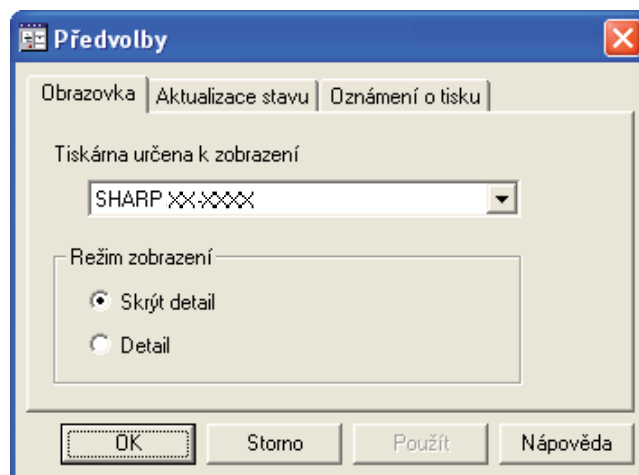 Předvolby
Obrazovka Aktualizace stavu Oznámení o tisku
Tiskárna určena k zobrazení
SHARP XX-XXXX
Režim zobrazení
Skrýt detail
Detail
OK Storno Použít Nápověda